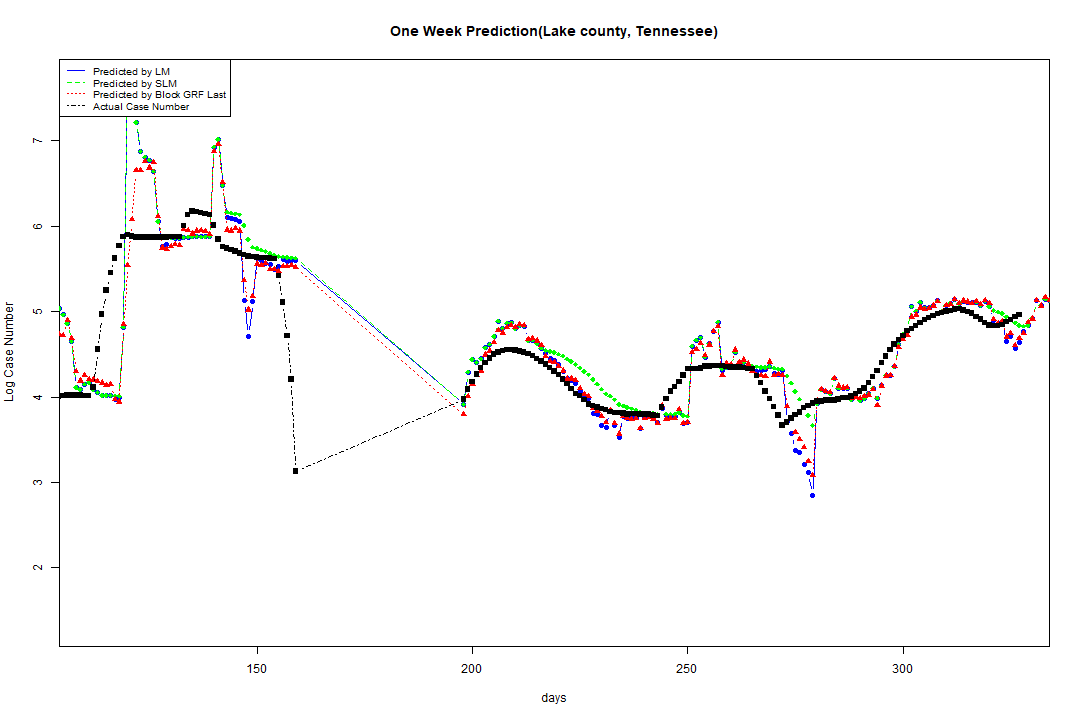 One Week Prediction(Lake county, Tennessee)
Predicted by LM
Predicted by SLM
Predicted by Block GRF Last
Actual Case Number
7
6
5
4
3
2
Log Case Number
150
200
250
300
days